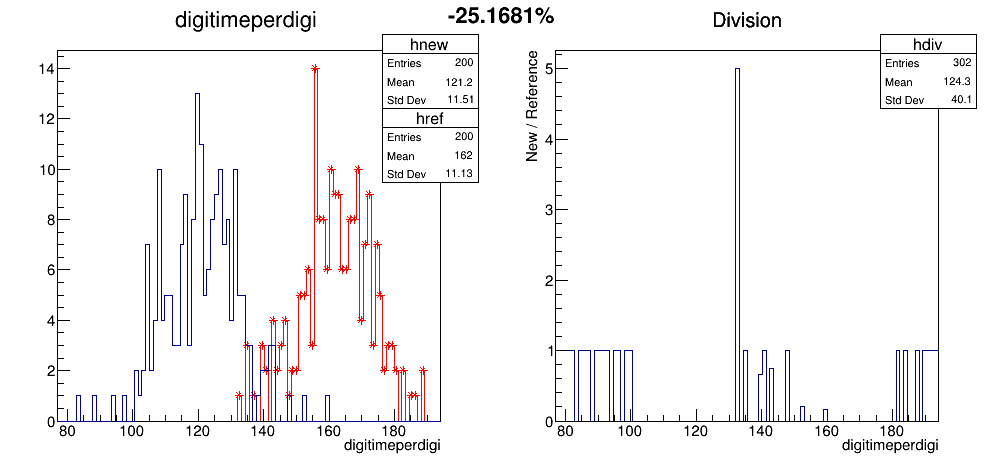 digitimeperdigi
-25.1681%
Division
hnew
Entries 200
Mean 121.2
Std Dev 11.51
href
Entries 200
Mean 162
Std Dev 11.13
14
12
10
8
6
4
2
0
80 100 120 140 160 180
digitimeperdigi
hdiv
Entries 302
Mean 124.3
Std Dev 40.1
New / Reference
5
4
3
2
1
0
80 100 120 140 160 180
digitimeperdigi